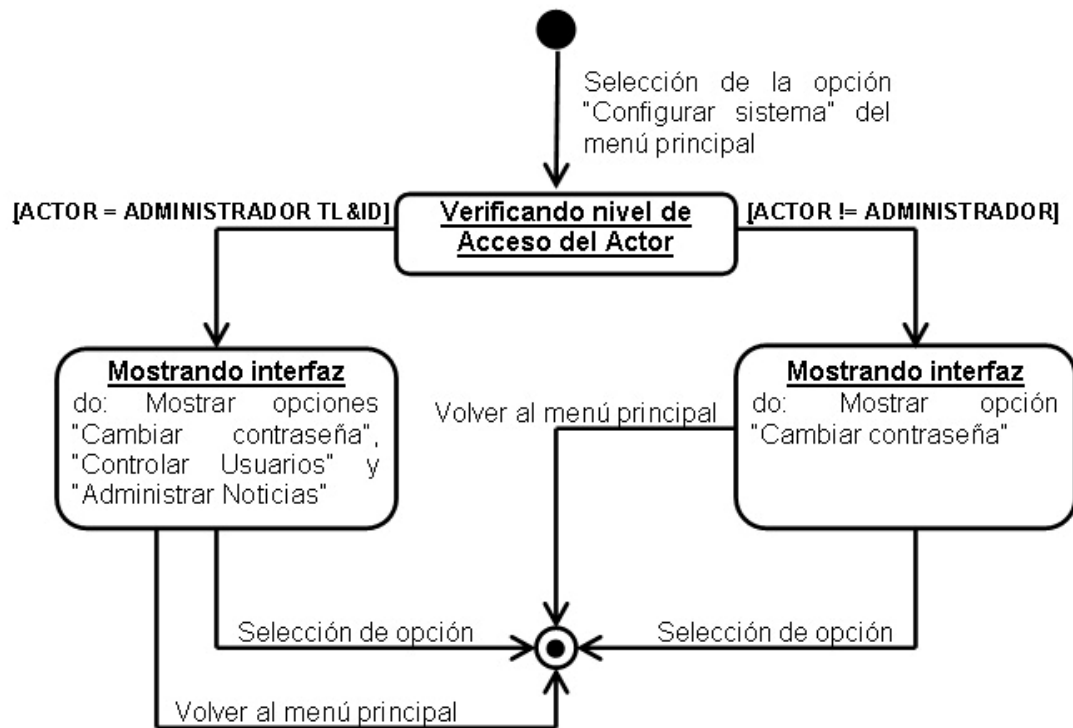 Selección de la opción
"Configurar sistema" del
menú principal
[ACTOR = ADMINISTRADOR TL&ID]
Verificando nivel de
Acceso del Actor
[ACTOR != ADMINISTRADOR]
Mostrando interfaz
do: Mostrar opciones
"Cambiar contraseña",
"Controlar Usuarios" y
"Administrar Noticias"
Volver al menú principal
Mostrando interfaz
do: Mostrar opción
"Cambiar contraseña"
Selección de opción
Selección de opción
Volver al menú principal